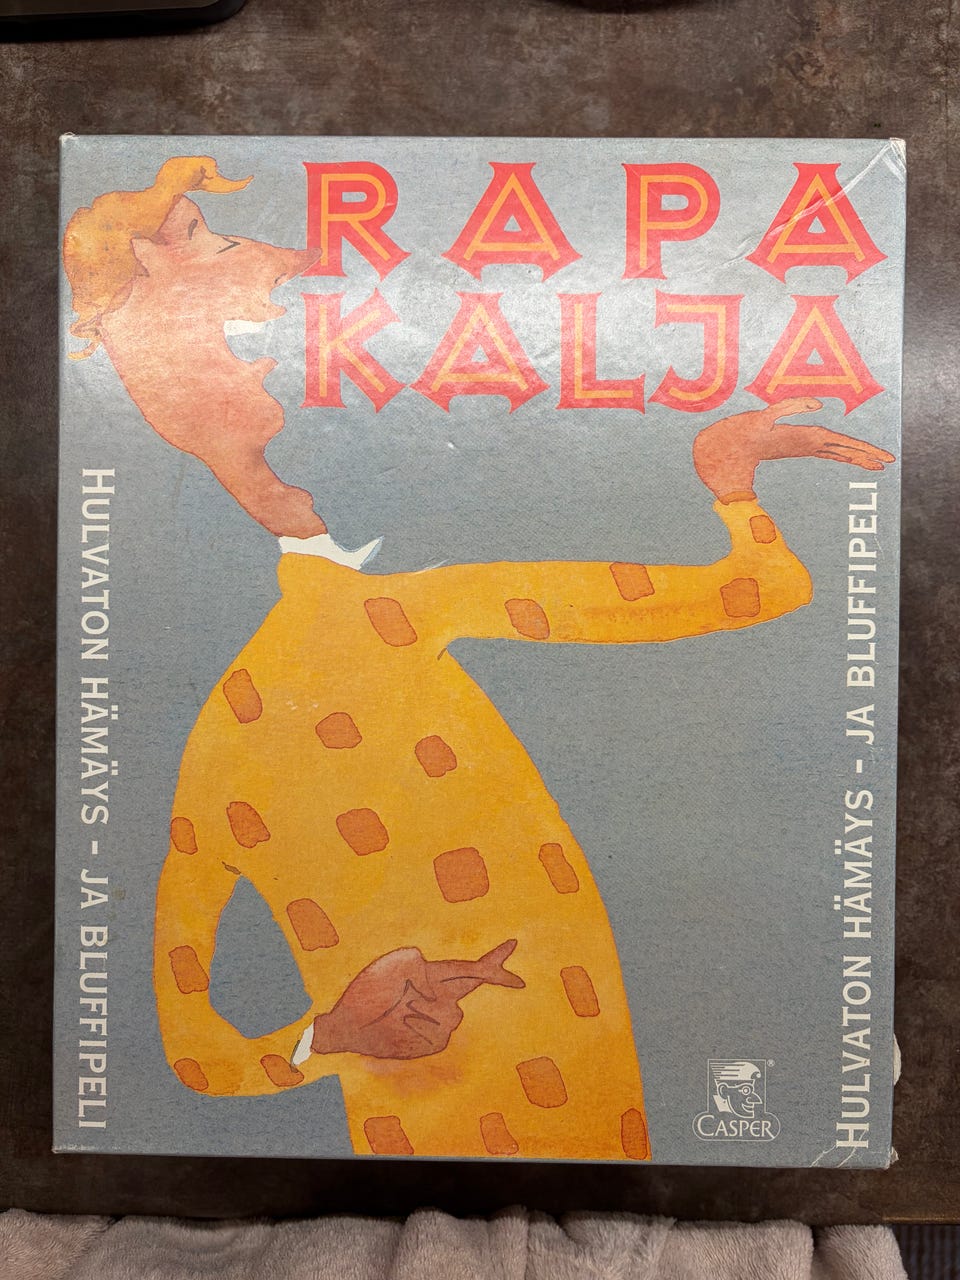 RAPA
KALJA
HULVATON HÄMÄYS - JA BLUFFIPELI
HULVATON HÄMÄYS - JA BLUFFIPELI
CASPER®